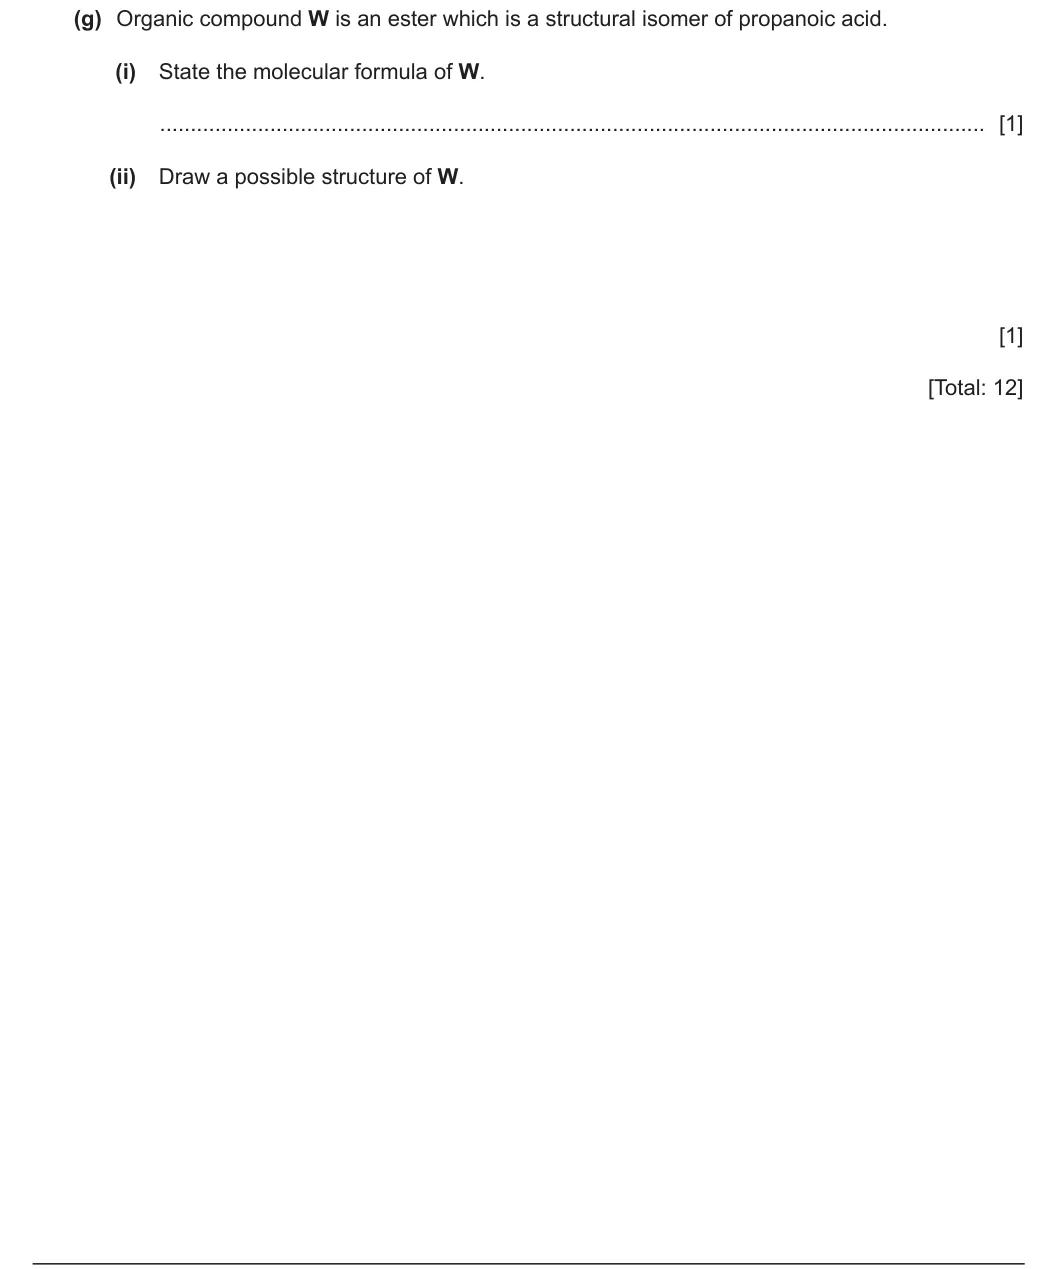 (g) Organic compound W is an ester which is a structural isomer of propanoic acid.
(i) State the molecular formula of W.
.......................................................................................................................................... [1]
(ii) Draw a possible structure of W.
[1]
[Total: 12]